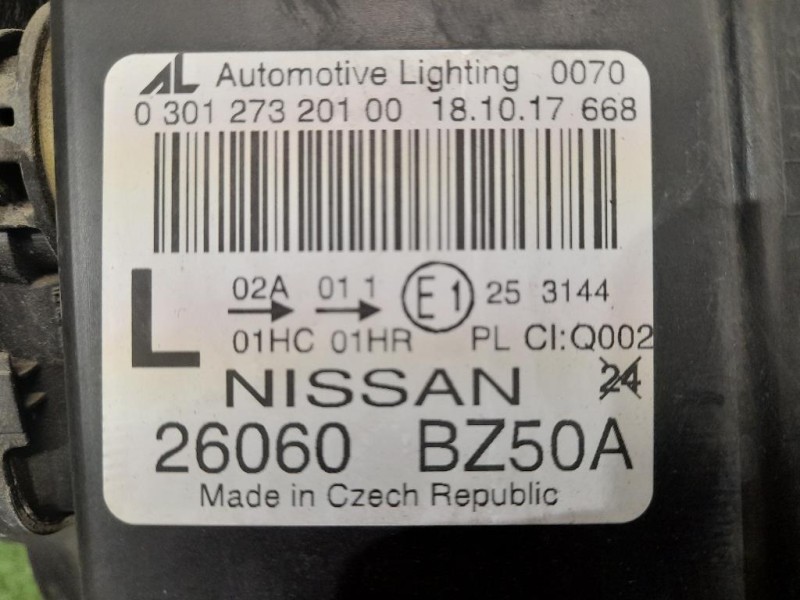 AL Automotive Lighting 0070
0 301 273 201 00 18.10.17 668
L
02A 01 1 E1 25 3144
01HC 01HR PL CI:Q002
NISSAN 24
26060 BZ50A
Made in Czech Republic